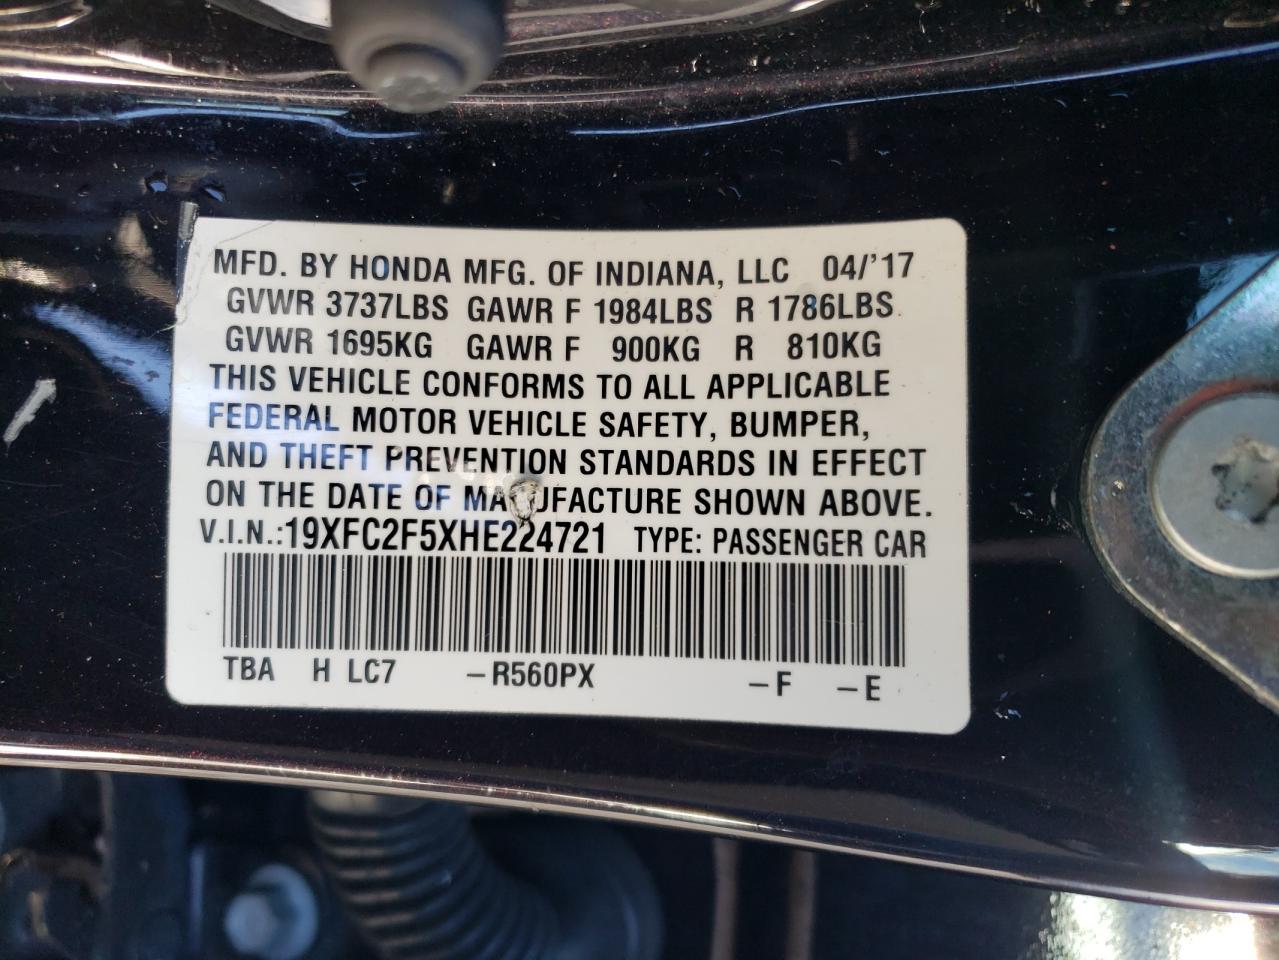 MFD. BY HONDA MFG. OF INDIANA, LLC 04/'17
GVWR 3737LBS GAWR F 1984LBS R 1786LBS
GVWR 1695KG GAWR F 900KG R 810KG
THIS VEHICLE CONFORMS TO ALL APPLICABLE
FEDERAL MOTOR VEHICLE SAFETY, BUMPER,
AND THEFT PREVENTION STANDARDS IN EFFECT
ON THE DATE OF MANUFACTURE SHOWN ABOVE.
V.I.N.:19XFC2F5XHE224721 TYPE: PASSENGER CAR
TBA H LC7 –R560PX –F –E